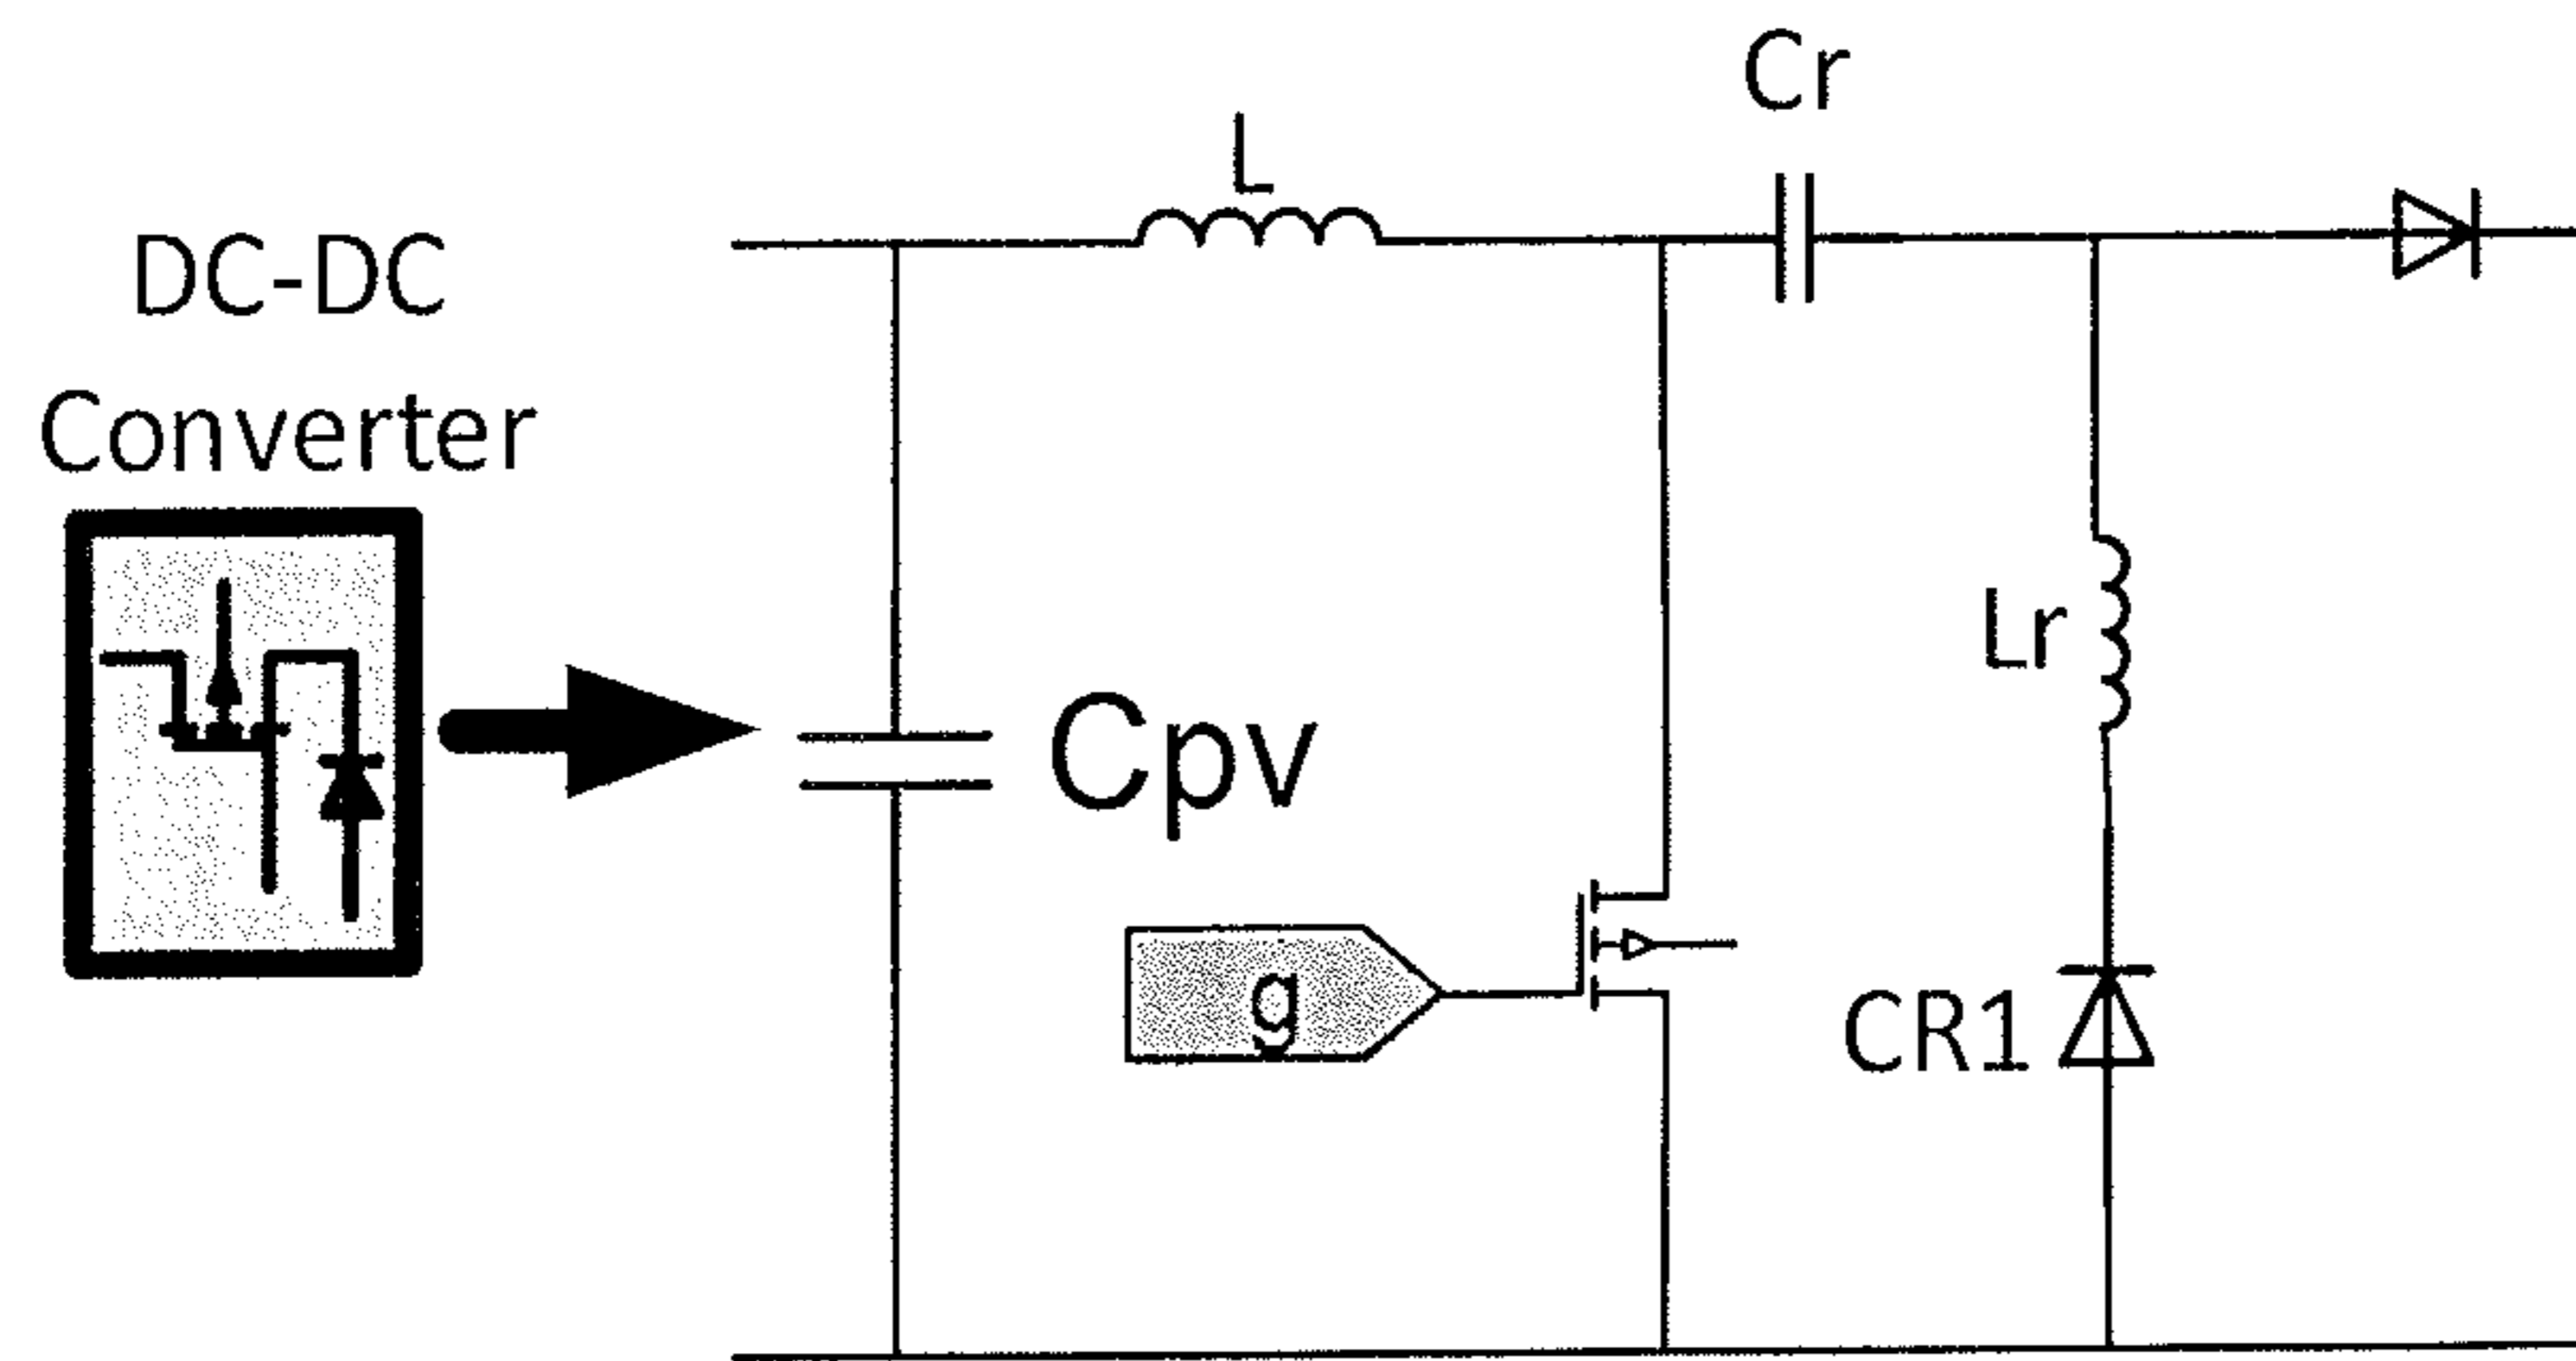 DC-DC
Converter
L
Cr
Cpv
Lr
g
CR1